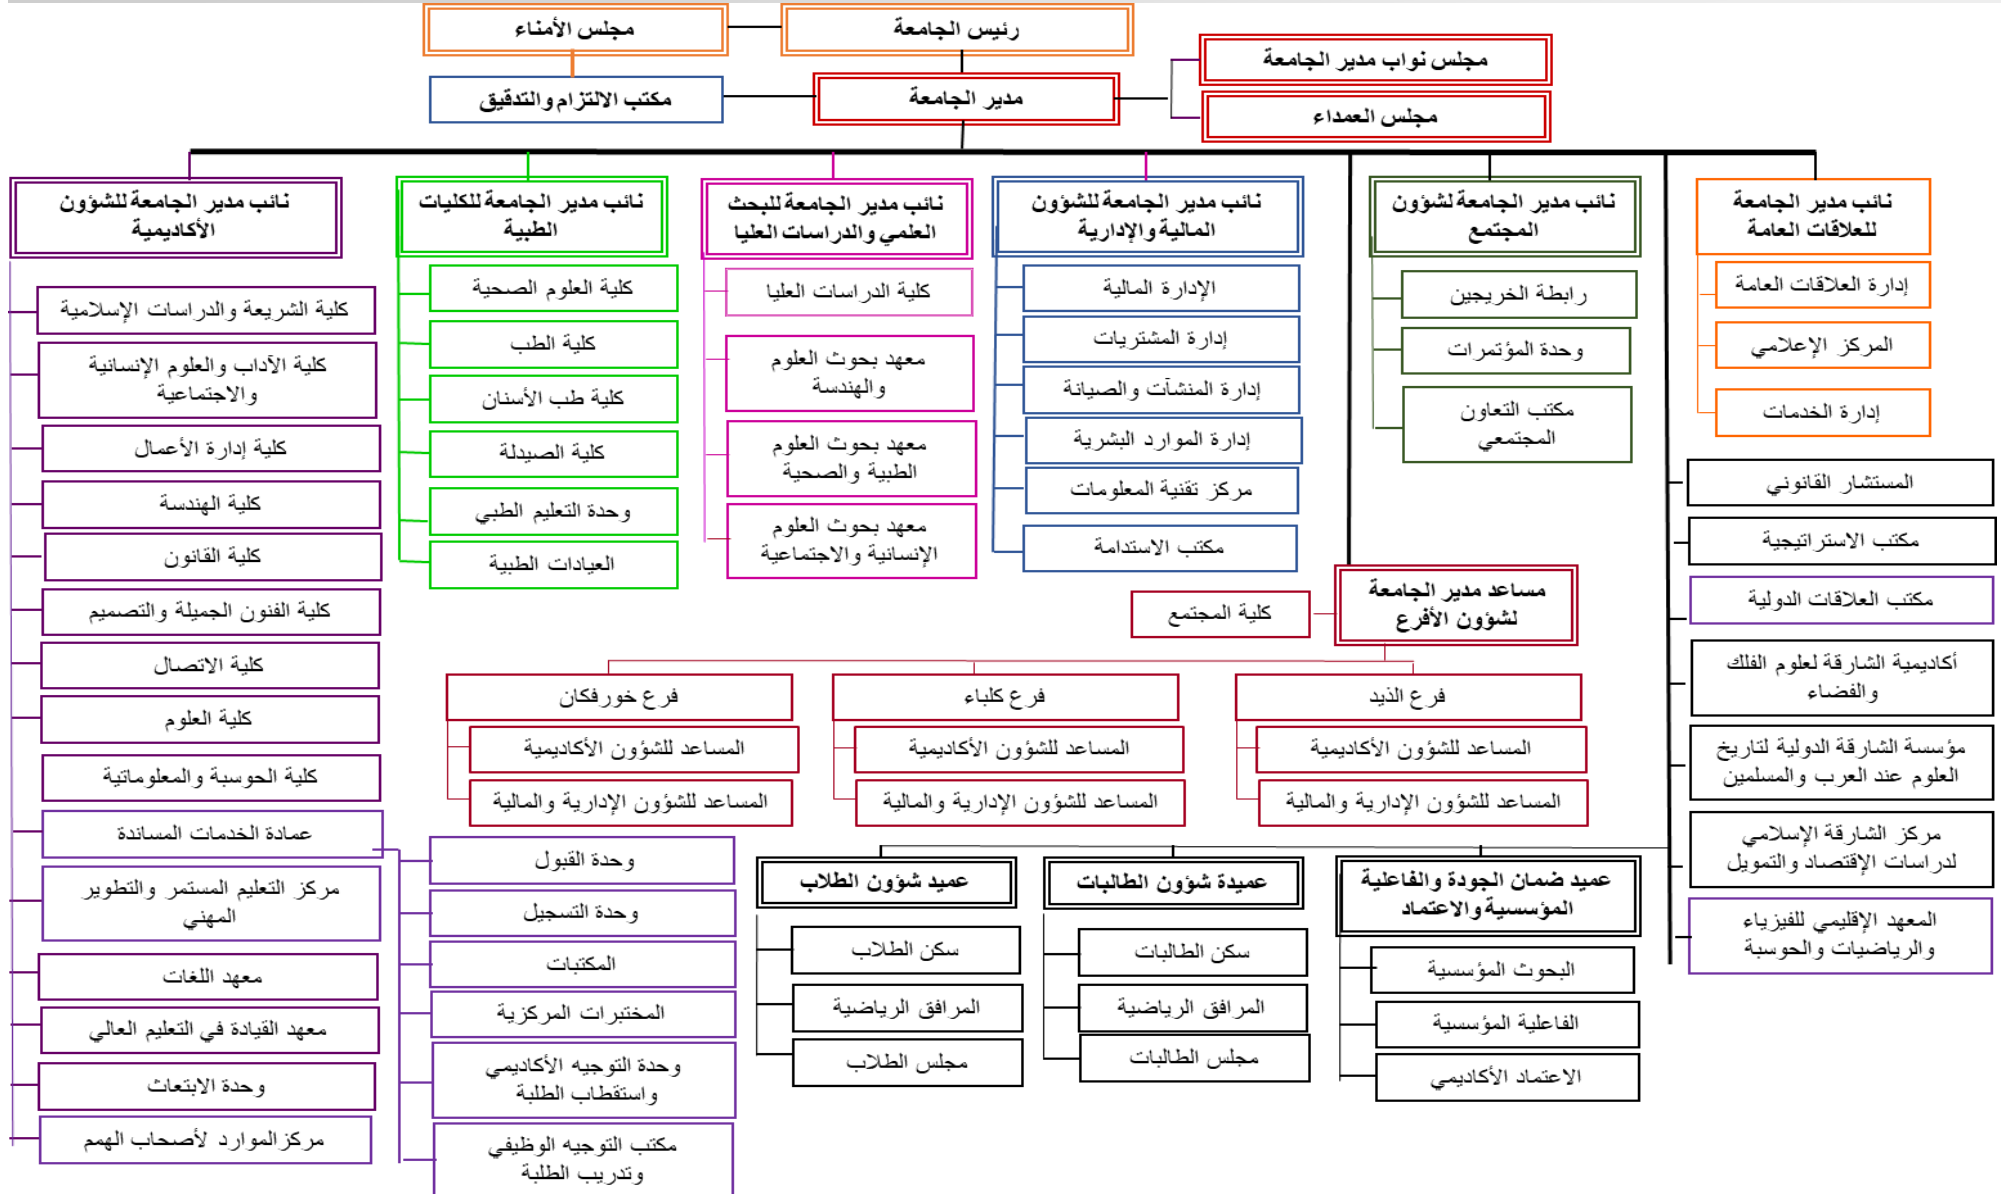 رئيس الجامعة
مجلس الأمناء
مجلس نواب مدير الجامعة
مدير الجامعة
مكتب الالتزام والتدقيق
مجلس العمداء
نائب مدير الجامعة
للعلاقات العامة
إدارة العلاقات العامة
المركز الإعلامي
إدارة الخدمات
نائب مدير الجامعة لشؤون
المجتمع
رابطة الخريجين
وحدة المؤتمرات
مكتب التعاون
المجتمعي
نائب مدير الجامعة للشؤون
المالية والإدارية
الإدارة المالية
إدارة المشتريات
إدارة المنشآت والصيانة
إدارة الموارد البشرية
مركز تقنية المعلومات
مكتب الاستدامة
نائب مدير الجامعة للبحث
العلمي والدراسات العليا
كلية الدراسات العليا
معهد بحوث العلوم
والهندسة
معهد بحوث العلوم
الطبية والصحية
معهد بحوث العلوم
الإنسانية والاجتماعية
نائب مدير الجامعة للكليات
الطبية
كلية العلوم الصحية
كلية الطب
كلية طب الأسنان
كلية الصيدلة
وحدة التعليم الطبي
العيادات الطبية
نائب مدير الجامعة للشؤون
الأكاديمية
كلية الشريعة والدراسات الإسلامية
كلية الآداب والعلوم الإنسانية
والاجتماعية
كلية إدارة الأعمال
كلية الهندسة
كلية القانون
كلية الفنون الجميلة والتصميم
كلية الاتصال
كلية العلوم
كلية الحوسبة والمعلوماتية
عمادة الخدمات المساندة
مركز التعليم المستمر والتطوير
المهني
معهد اللغات
معهد القيادة في التعليم العالي
وحدة الابتعاث
مركز الموارد لأصحاب الهمم
وحدة القبول
وحدة التسجيل
المكتبات
المختبرات المركزية
وحدة التوجيه الأكاديمي
واستقطاب الطلبة
مكتب التوجيه الوظيفي
وتدريب الطلبة
المستشار القانوني
مكتب الاستراتيجية
مكتب العلاقات الدولية
أكاديمية الشارقة لعلوم الفلك
والفضاء
مؤسسة الشارقة الدولية لتاريخ
العلوم عند العرب والمسلمين
مركز الشارقة الإسلامي
لدراسات الإقتصاد والتمويل
المعهد الإقليمي للفيزياء
والرياضيات والحوسبة
مساعد مدير الجامعة
لشؤون الأفرع
كلية المجتمع
فرع الذيد
المساعد للشؤون الأكاديمية
المساعد للشؤون الإدارية والمالية
فرع كلباء
المساعد للشؤون الأكاديمية
المساعد للشؤون الإدارية والمالية
فرع خورفكان
المساعد للشؤون الأكاديمية
المساعد للشؤون الإدارية والمالية
عميد ضمان الجودة والفاعلية
المؤسسية والاعتماد
البحوث المؤسسية
الفاعلية المؤسسية
الاعتماد الأكاديمي
عميدة شؤون الطالبات
سكن الطالبات
المرافق الرياضية
مجلس الطالبات
عميد شؤون الطلاب
سكن الطلاب
المرافق الرياضية
مجلس الطلاب